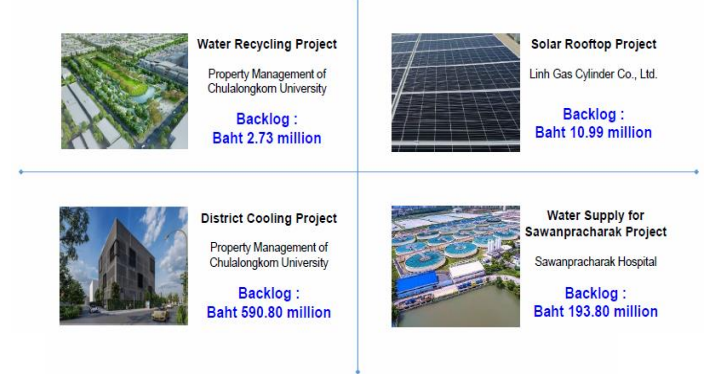 Water Recycling Project
Property Management of
Chulalongkorn University
Backlog :
Baht 2.73 million
Solar Rooftop Project
Linh Gas Cylinder Co., Ltd.
Backlog :
Baht 10.99 million
District Cooling Project
Property Management of
Chulalongkorn University
Backlog :
Baht 590.80 million
Water Supply for
Sawanpracharak Project
Sawanpracharak Hospital
Backlog :
Baht 193.80 million